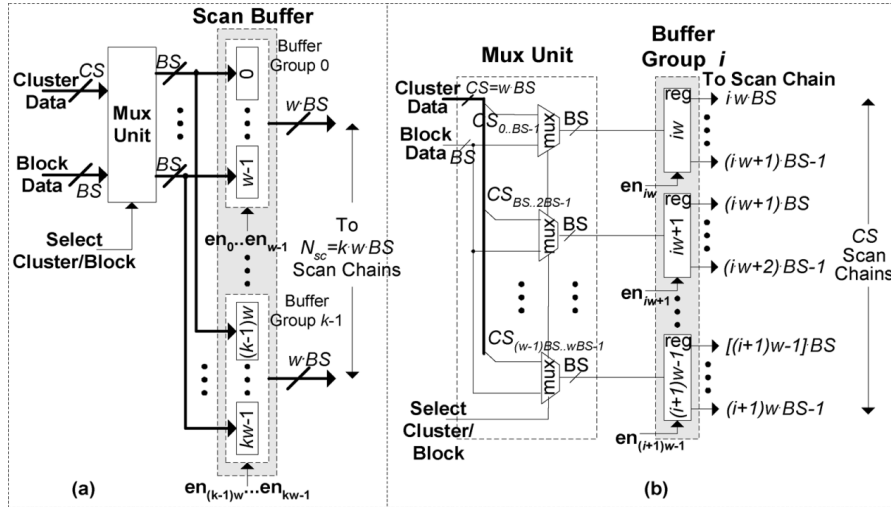 Scan Buffer
Cluster
Data
CS
Mux
Unit
BS
BS
Block
Data
BS
Select
Cluster/Block
0
w-1
Buffer
Group 0
w·BS
en0..enw-1
To
Nsc=k·w·BS
Scan Chains
Buffer
Group k-1
(k-1)w
kw-1
w·BS
en(k-1)w...enkw-1
(a)
Mux Unit
Cluster
Data
CS=w·BS
CS0..BS-1
mux
BS
Block
Data
BS
CSBS..2BS-1
mux
BS
CS(w-1)BS..wBS-1
mux
BS
Select
Cluster/
Block
Buffer
Group i
To Scan Chain
reg
iw
i·w·BS
(i·w+1)·BS-1
eniw
reg
iw+1
(i·w+1)·BS
(i·w+2)·BS-1
eniw+1
reg
(i+1)w-1
[(i+1)w-1]·BS
(i+1)w·BS-1
en(i+1)w-1
CS
Scan
Chains
(b)